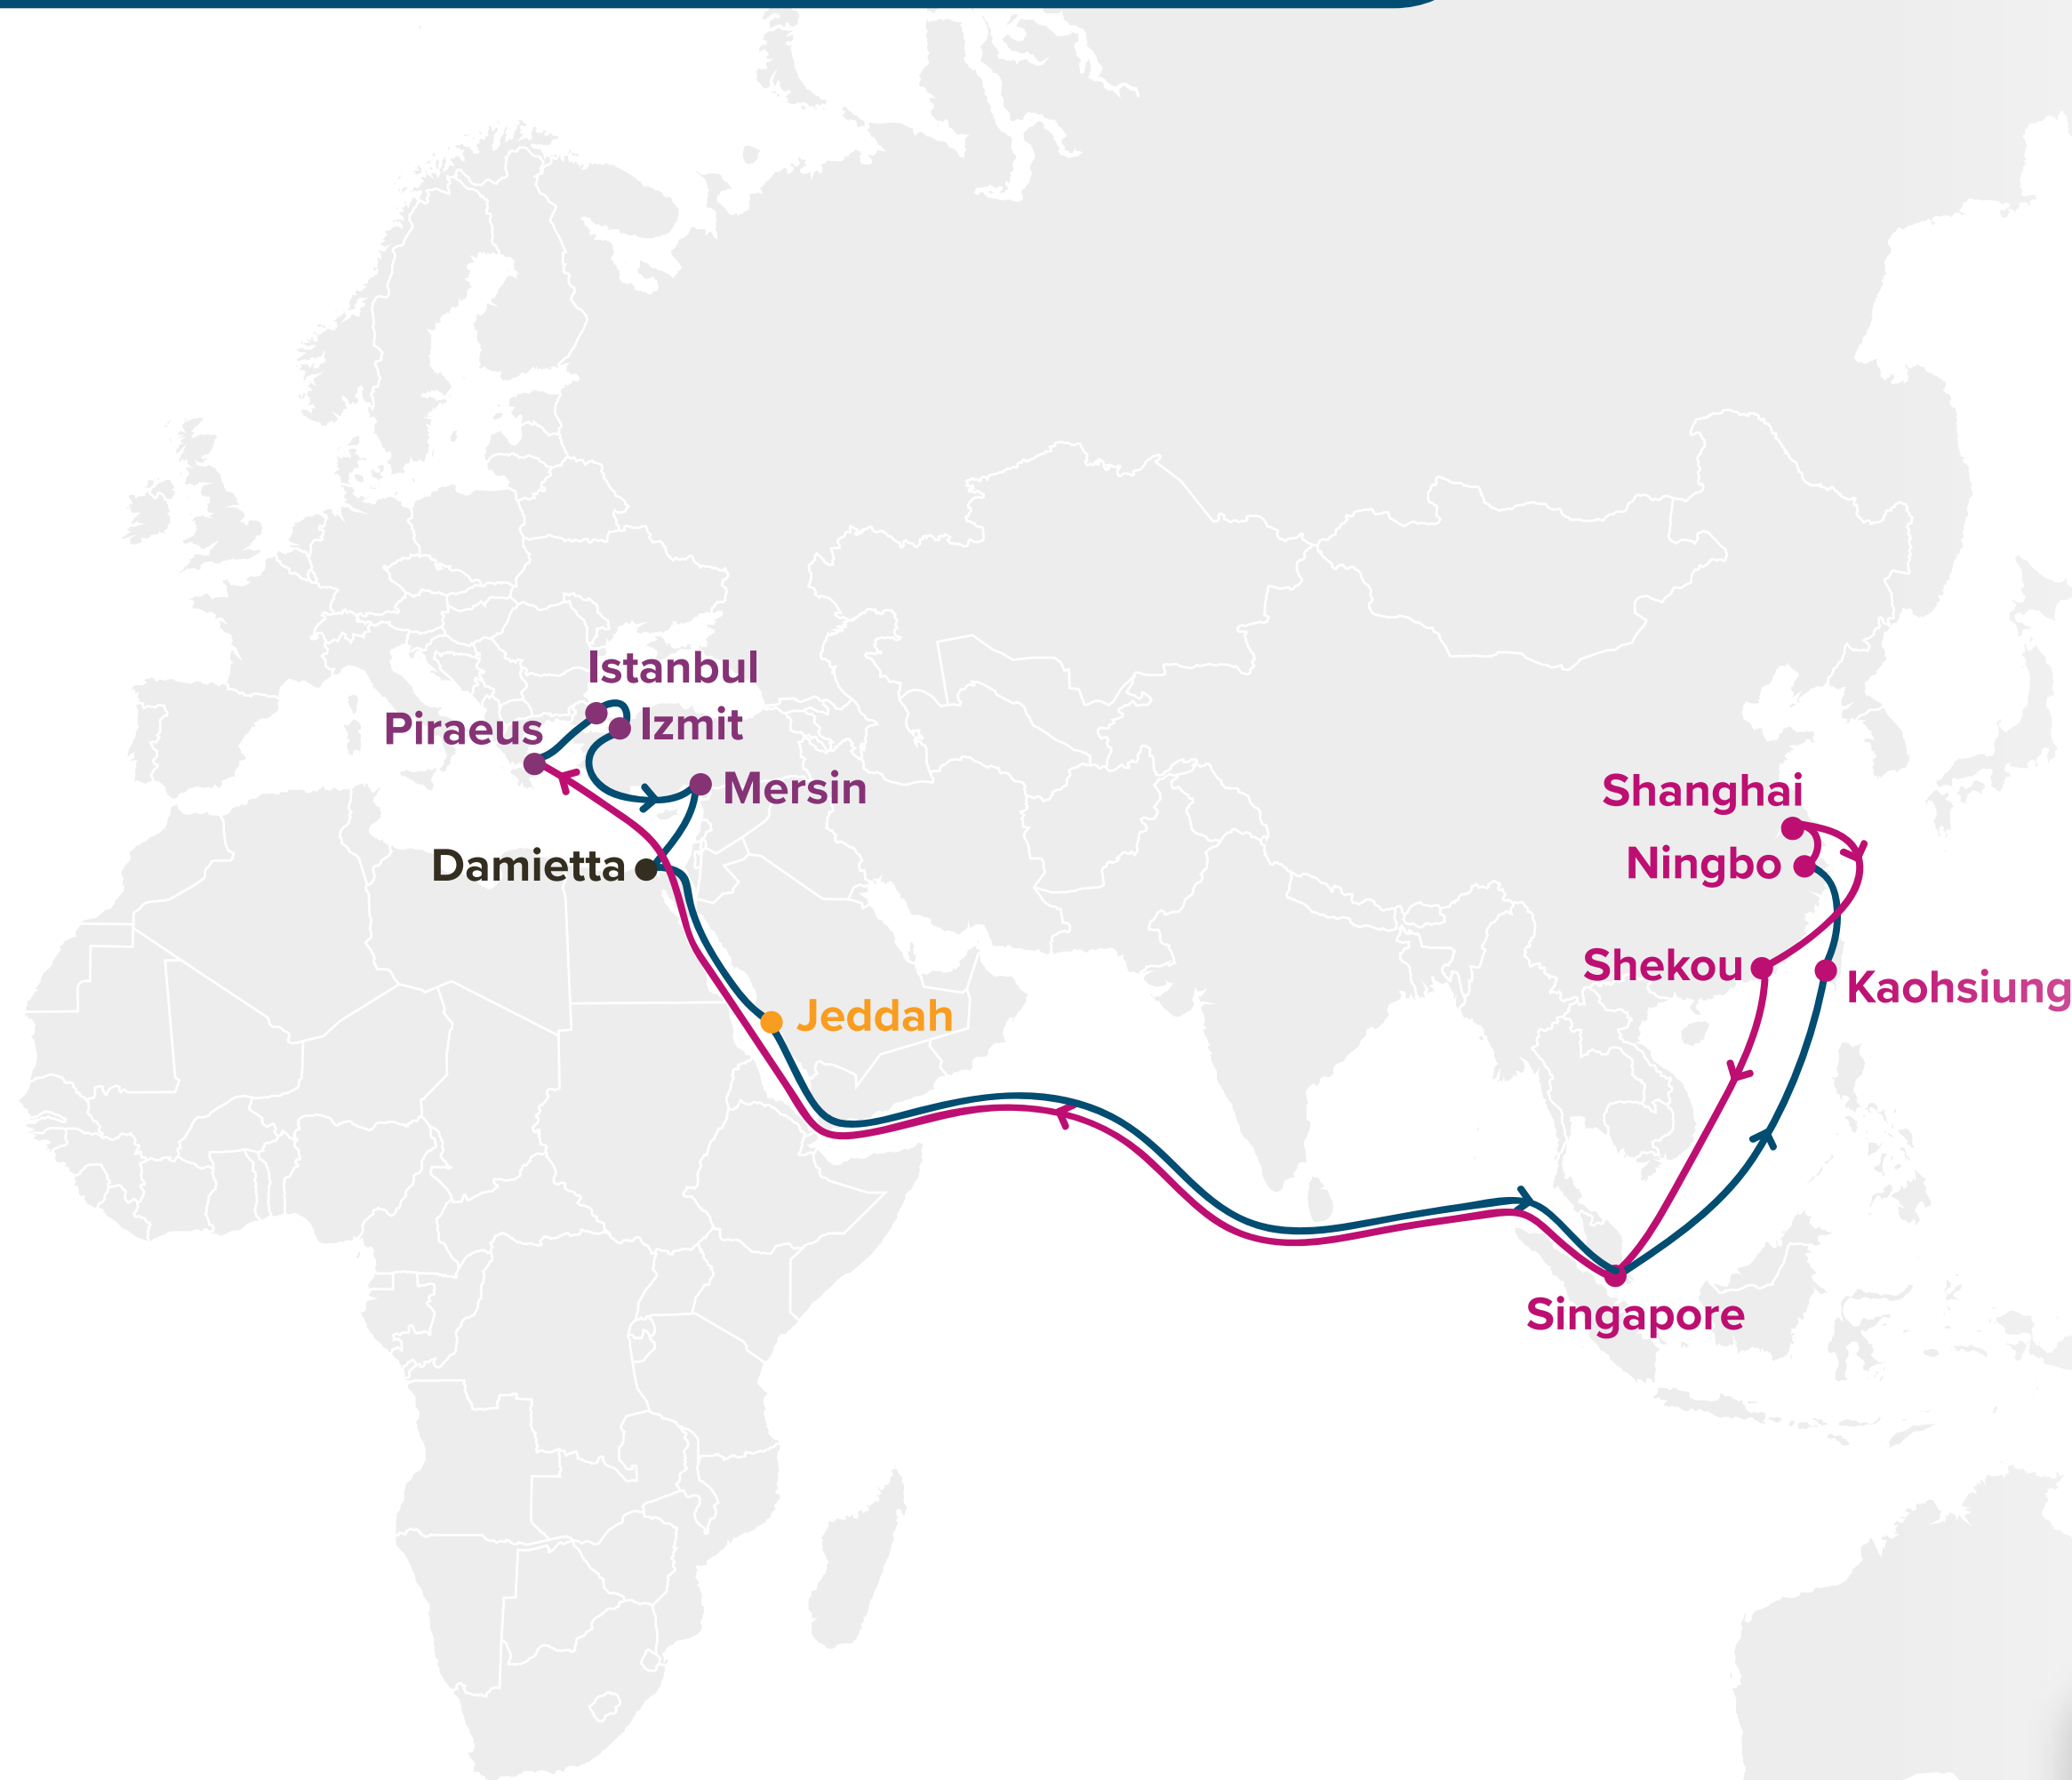 Istanbul
Piraeus
Izmit
Mersin
Shanghai
Damietta
Ningbo
Shekou
Kaohsiung
Jeddah
Singapore